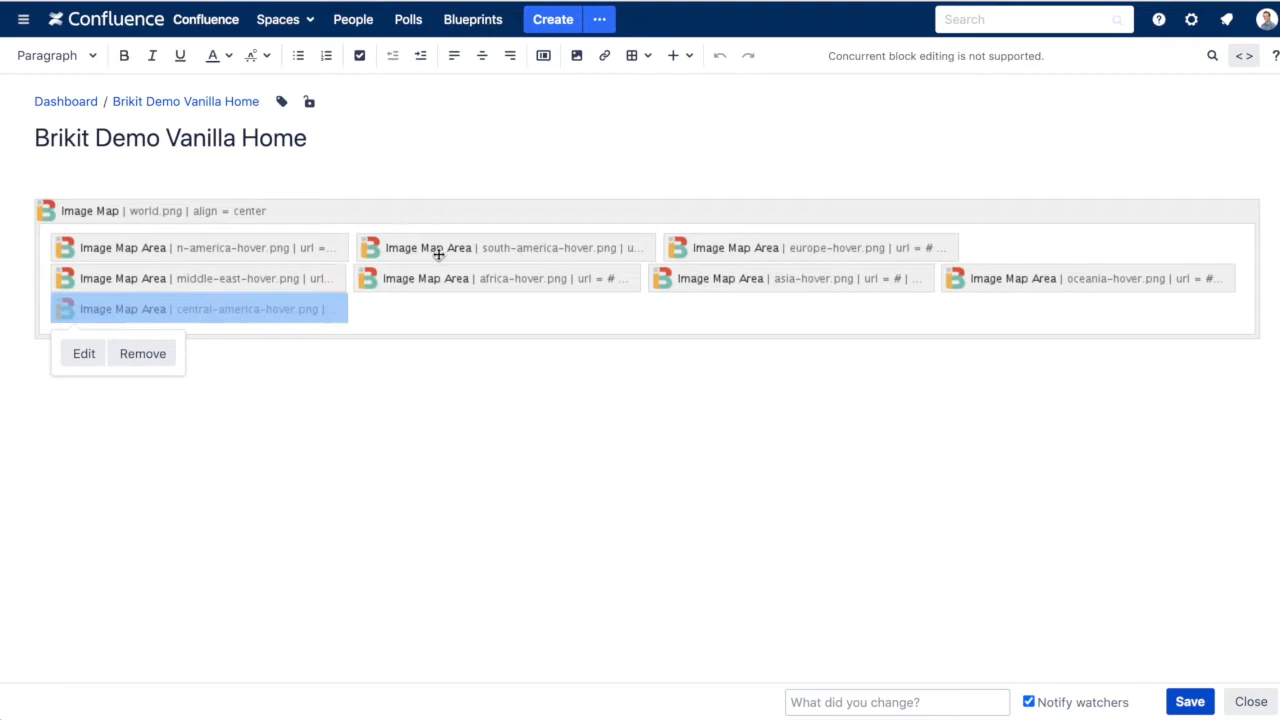 Confluence Confluence Spaces People Polls Blueprints Create ··· Search
Paragraph B I U A Concurrent block editing is not supported. < > ?
Dashboard / Brikit Demo Vanilla Home
Brikit Demo Vanilla Home
Image Map | world.png | align = center
Image Map Area | n-america-hover.png | url =... Image Map Area | south-america-hover.png | u... Image Map Area | europe-hover.png | url = # ...
Image Map Area | middle-east-hover.png | url... Image Map Area | africa-hover.png | url = # ... Image Map Area | asia-hover.png | url = # | ... Image Map Area | oceania-hover.png | url = #...
Image Map Area | central-america-hover.png |
Edit Remove
What did you change? Notify watchers Save Close